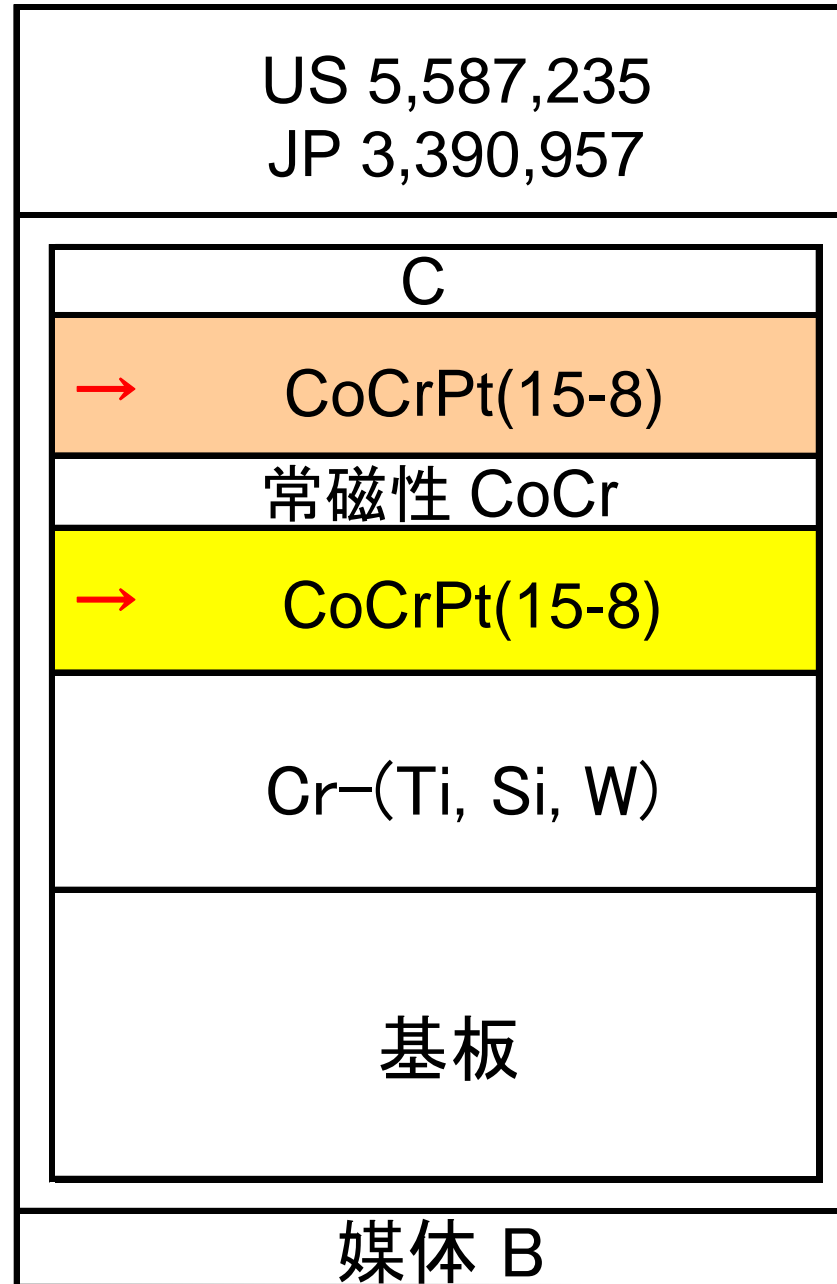 US 5,587,235
JP 3,390,957
C
→ CoCrPt(15-8)
常磁性 CoCr
→ CoCrPt(15-8)
Cr-(Ti, Si, W)
基板
媒体 B